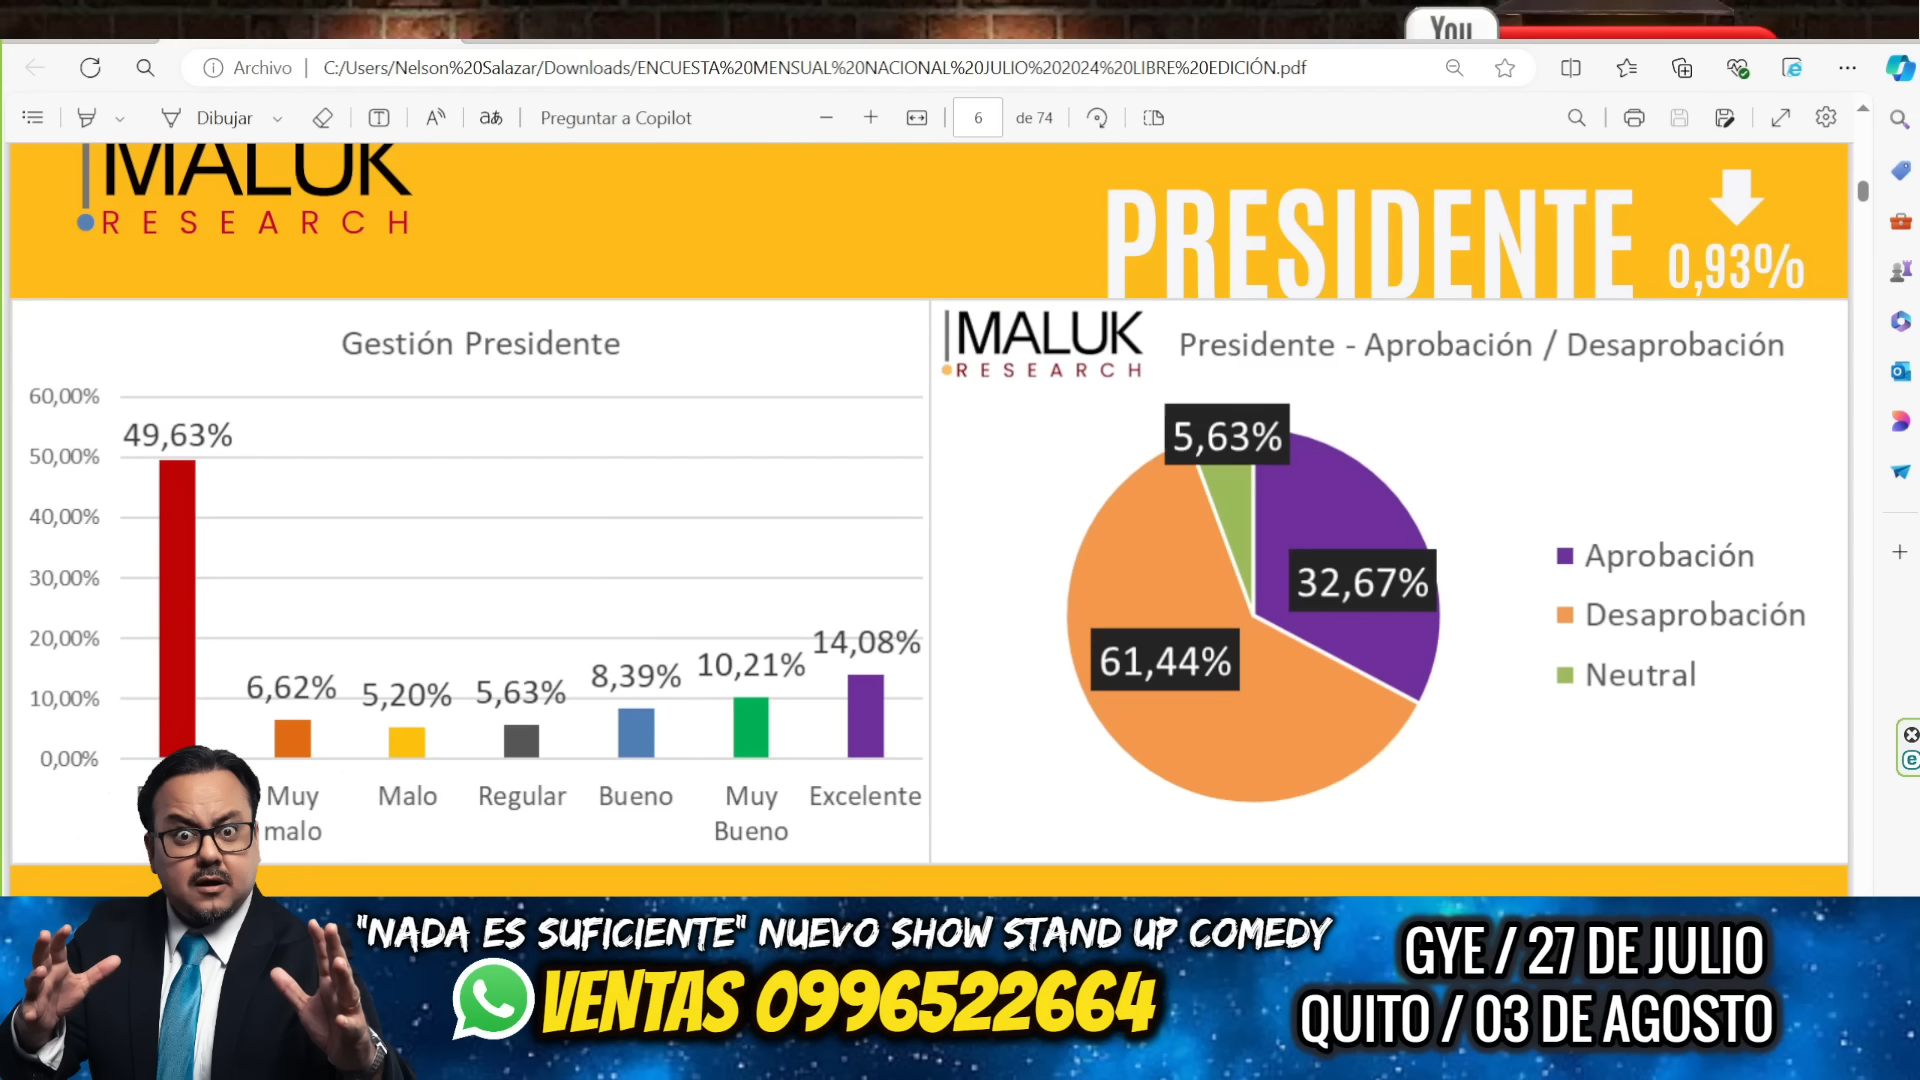 You
Archivo
C:/Users/Nelson%20Salazar/Downloads/ENCUESTA%20MENSUAL%20NACIONAL%20JULIO%202024%20LIBRE%20EDICIÓN.pdf
Dibujar
Preguntar a Copilot
6
de 74
MALUK
RESEARCH
PRESIDENTE
0,93%
Gestión Presidente
60,00%
50,00%
40,00%
30,00%
20,00%
10,00%
0,00%
49,63%
6,62%
5,20%
5,63%
8,39%
10,21%
14,08%
Muy malo
Malo
Regular
Bueno
Muy Bueno
Excelente
MALUK
RESEARCH
Presidente - Aprobación / Desaprobación
5,63%
32,67%
61,44%
Aprobación
Desaprobación
Neutral
"NADA ES SUFICIENTE" NUEVO SHOW STAND UP COMEDY
VENTAS 0996522664
GYE / 27 DE JULIO
QUITO / 03 DE AGOSTO